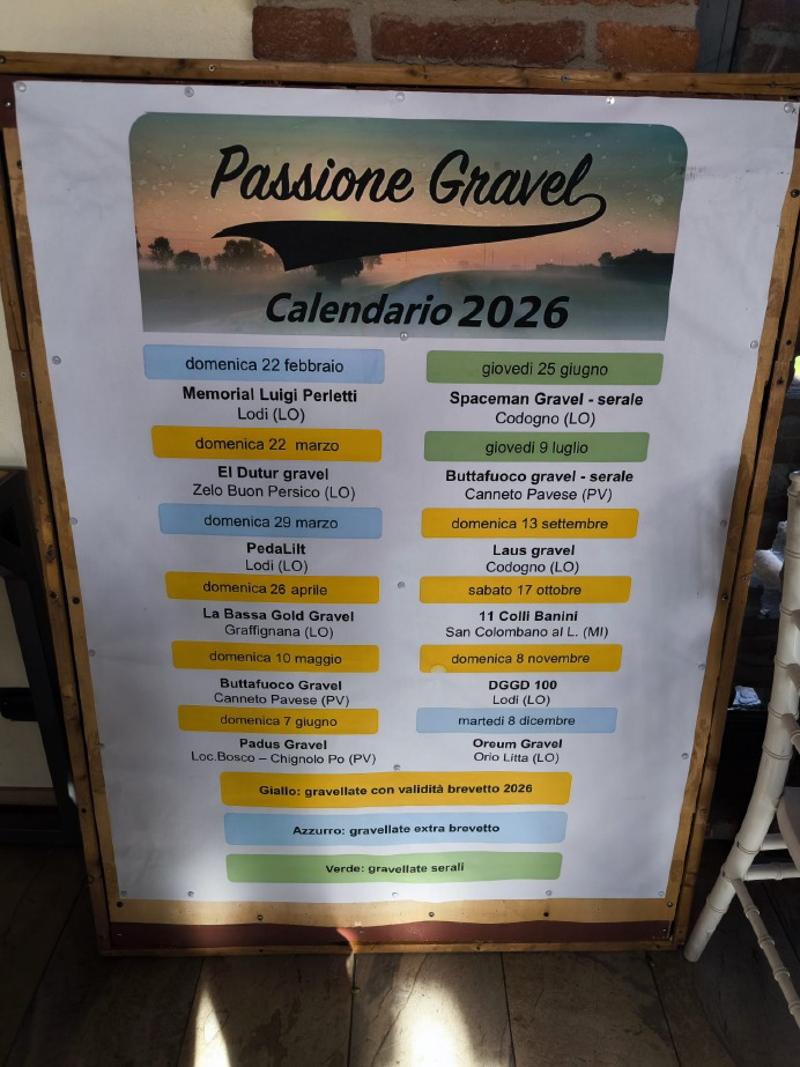 Passione Gravel
Calendario 2026
domenica 22 febbraio
Memorial Luigi Perletti
Lodi (LO)
domenica 22 marzo
El Dutur gravel
Zelo Buon Persico (LO)
domenica 29 marzo
PedaLilt
Lodi (LO)
domenica 26 aprile
La Bassa Gold Gravel
Graffignana (LO)
domenica 10 maggio
Buttafuoco Gravel
Canneto Pavese (PV)
domenica 7 giugno
Padus Gravel
Loc.Bosco – Chignolo Po (PV)
giovedi 25 giugno
Spaceman Gravel - serale
Codogno (LO)
giovedi 9 luglio
Buttafuoco gravel - serale
Canneto Pavese (PV)
domenica 13 settembre
Laus gravel
Codogno (LO)
sabato 17 ottobre
11 Colli Banini
San Colombano al L. (MI)
domenica 8 novembre
DGGD 100
Lodi (LO)
martedi 8 dicembre
Oreum Gravel
Orio Litta (LO)
Giallo: gravellate con validità brevetto 2026
Azzurro: gravellate extra brevetto
Verde: gravellate serali